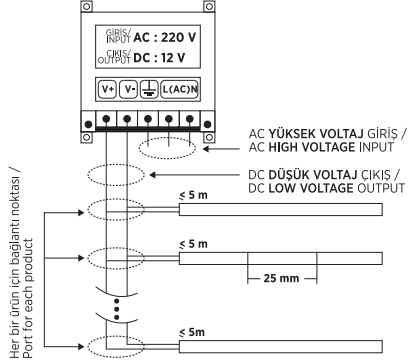 GİRİŞ/
INPUT AC : 220 V
ÇIKIŞ/
OUTPUT DC : 12 V
V+ V- L(AC)N
AC YÜKSEK VOLTAJ GİRİŞ /
AC HIGH VOLTAGE INPUT
DC DÜŞÜK VOLTAJ ÇIKIŞ /
DC LOW VOLTAGE OUTPUT
≤ 5 m
≤ 5 m
25 mm
≤ 5m
Her bir ürün için bağlantı noktası /
Port for each product